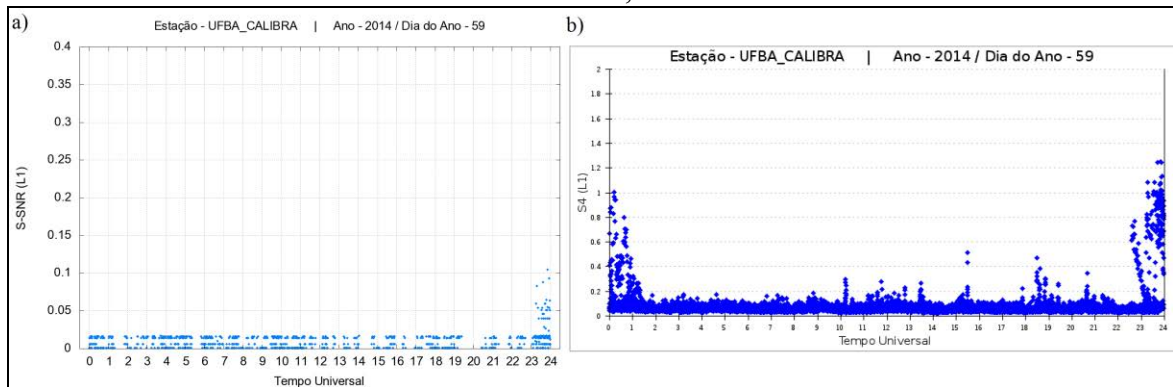 a)
Estação - UFBA_CALIBRA | Ano - 2014 / Dia do Ano - 59
0.4
0.35
0.3
0.25
0.2
0.15
0.1
0.05
0
S-SNR (L1)
0 1 2 3 4 5 6 7 8 9 10 11 12 13 14 15 16 17 18 19 20 21 22 23 24
Tempo Universal
b)
Estação - UFBA_CALIBRA | Ano - 2014 / Dia do Ano - 59
2
1.8
1.6
1.4
1.2
1
0.8
0.6
0.4
0.2
0
S4 (L1)
0 1 2 3 4 5 6 7 8 9 10 11 12 13 14 15 16 17 18 19 20 21 22 23 24
Tempo Universal